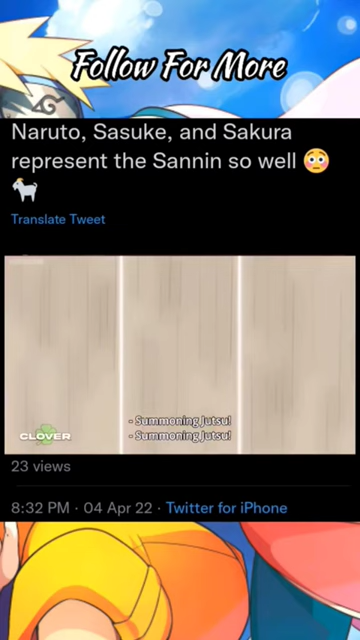 Follow For More
Naruto, Sasuke, and Sakura
represent the Sannin so well 😳
🐐
Translate Tweet
- Summoning Jutsu!
- Summoning Jutsu!
CLOVER
23 views
8:32 PM · 04 Apr 22 · Twitter for iPhone